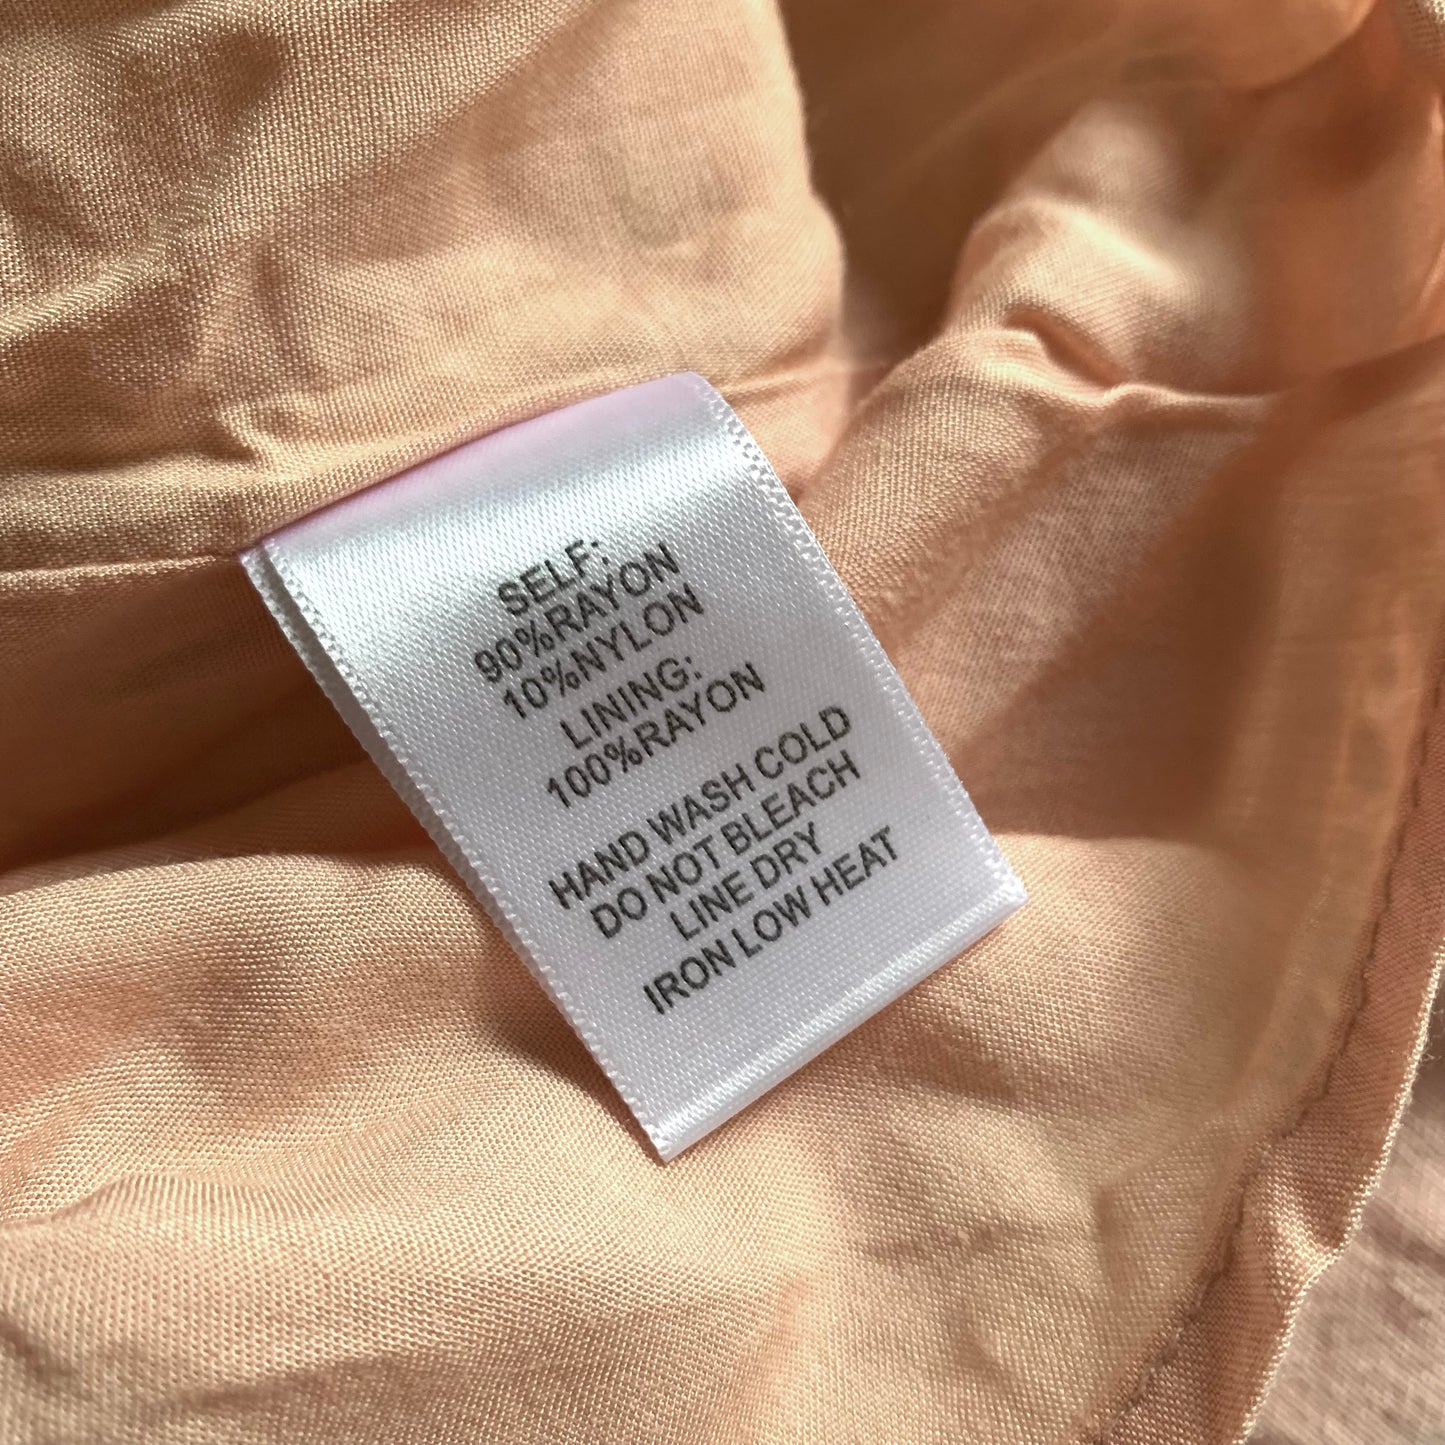 SELF:
90%RAYON
10%NYLON
LINING:
100%RAYON
HAND WASH COLD
DO NOT BLEACH
LINE DRY
IRON LOW HEAT